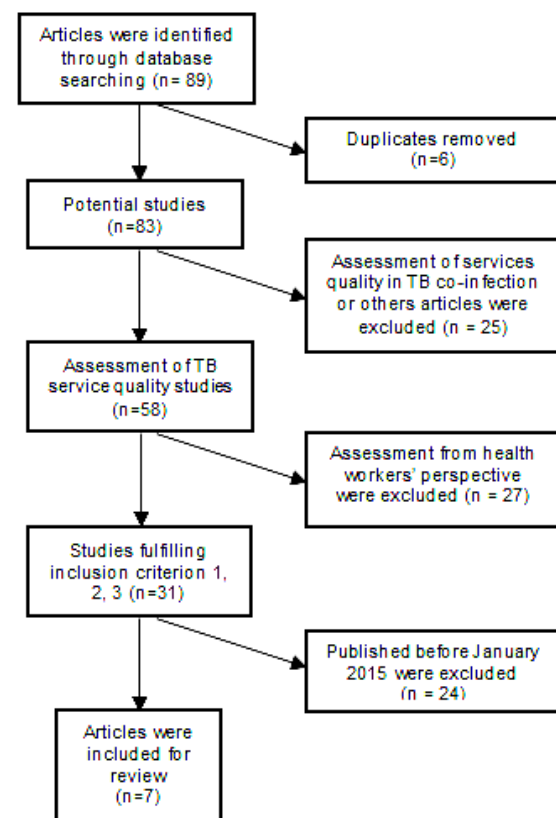 Articles were identified
through database
searching (n= 89)
Duplicates removed
(n=6)
Potential studies
(n=83)
Assessment of services
quality in TB co-infection
or others articles were
excluded (n = 25)
Assessment of TB
service quality studies
(n=58)
Assessment from health
workers' perspective
were excluded (n = 27)
Studies fulfilling
inclusion criterion 1,
2, 3 (n=31)
Published before January
2015 were excluded
(n = 24)
Articles were
included for
review
(n=7)